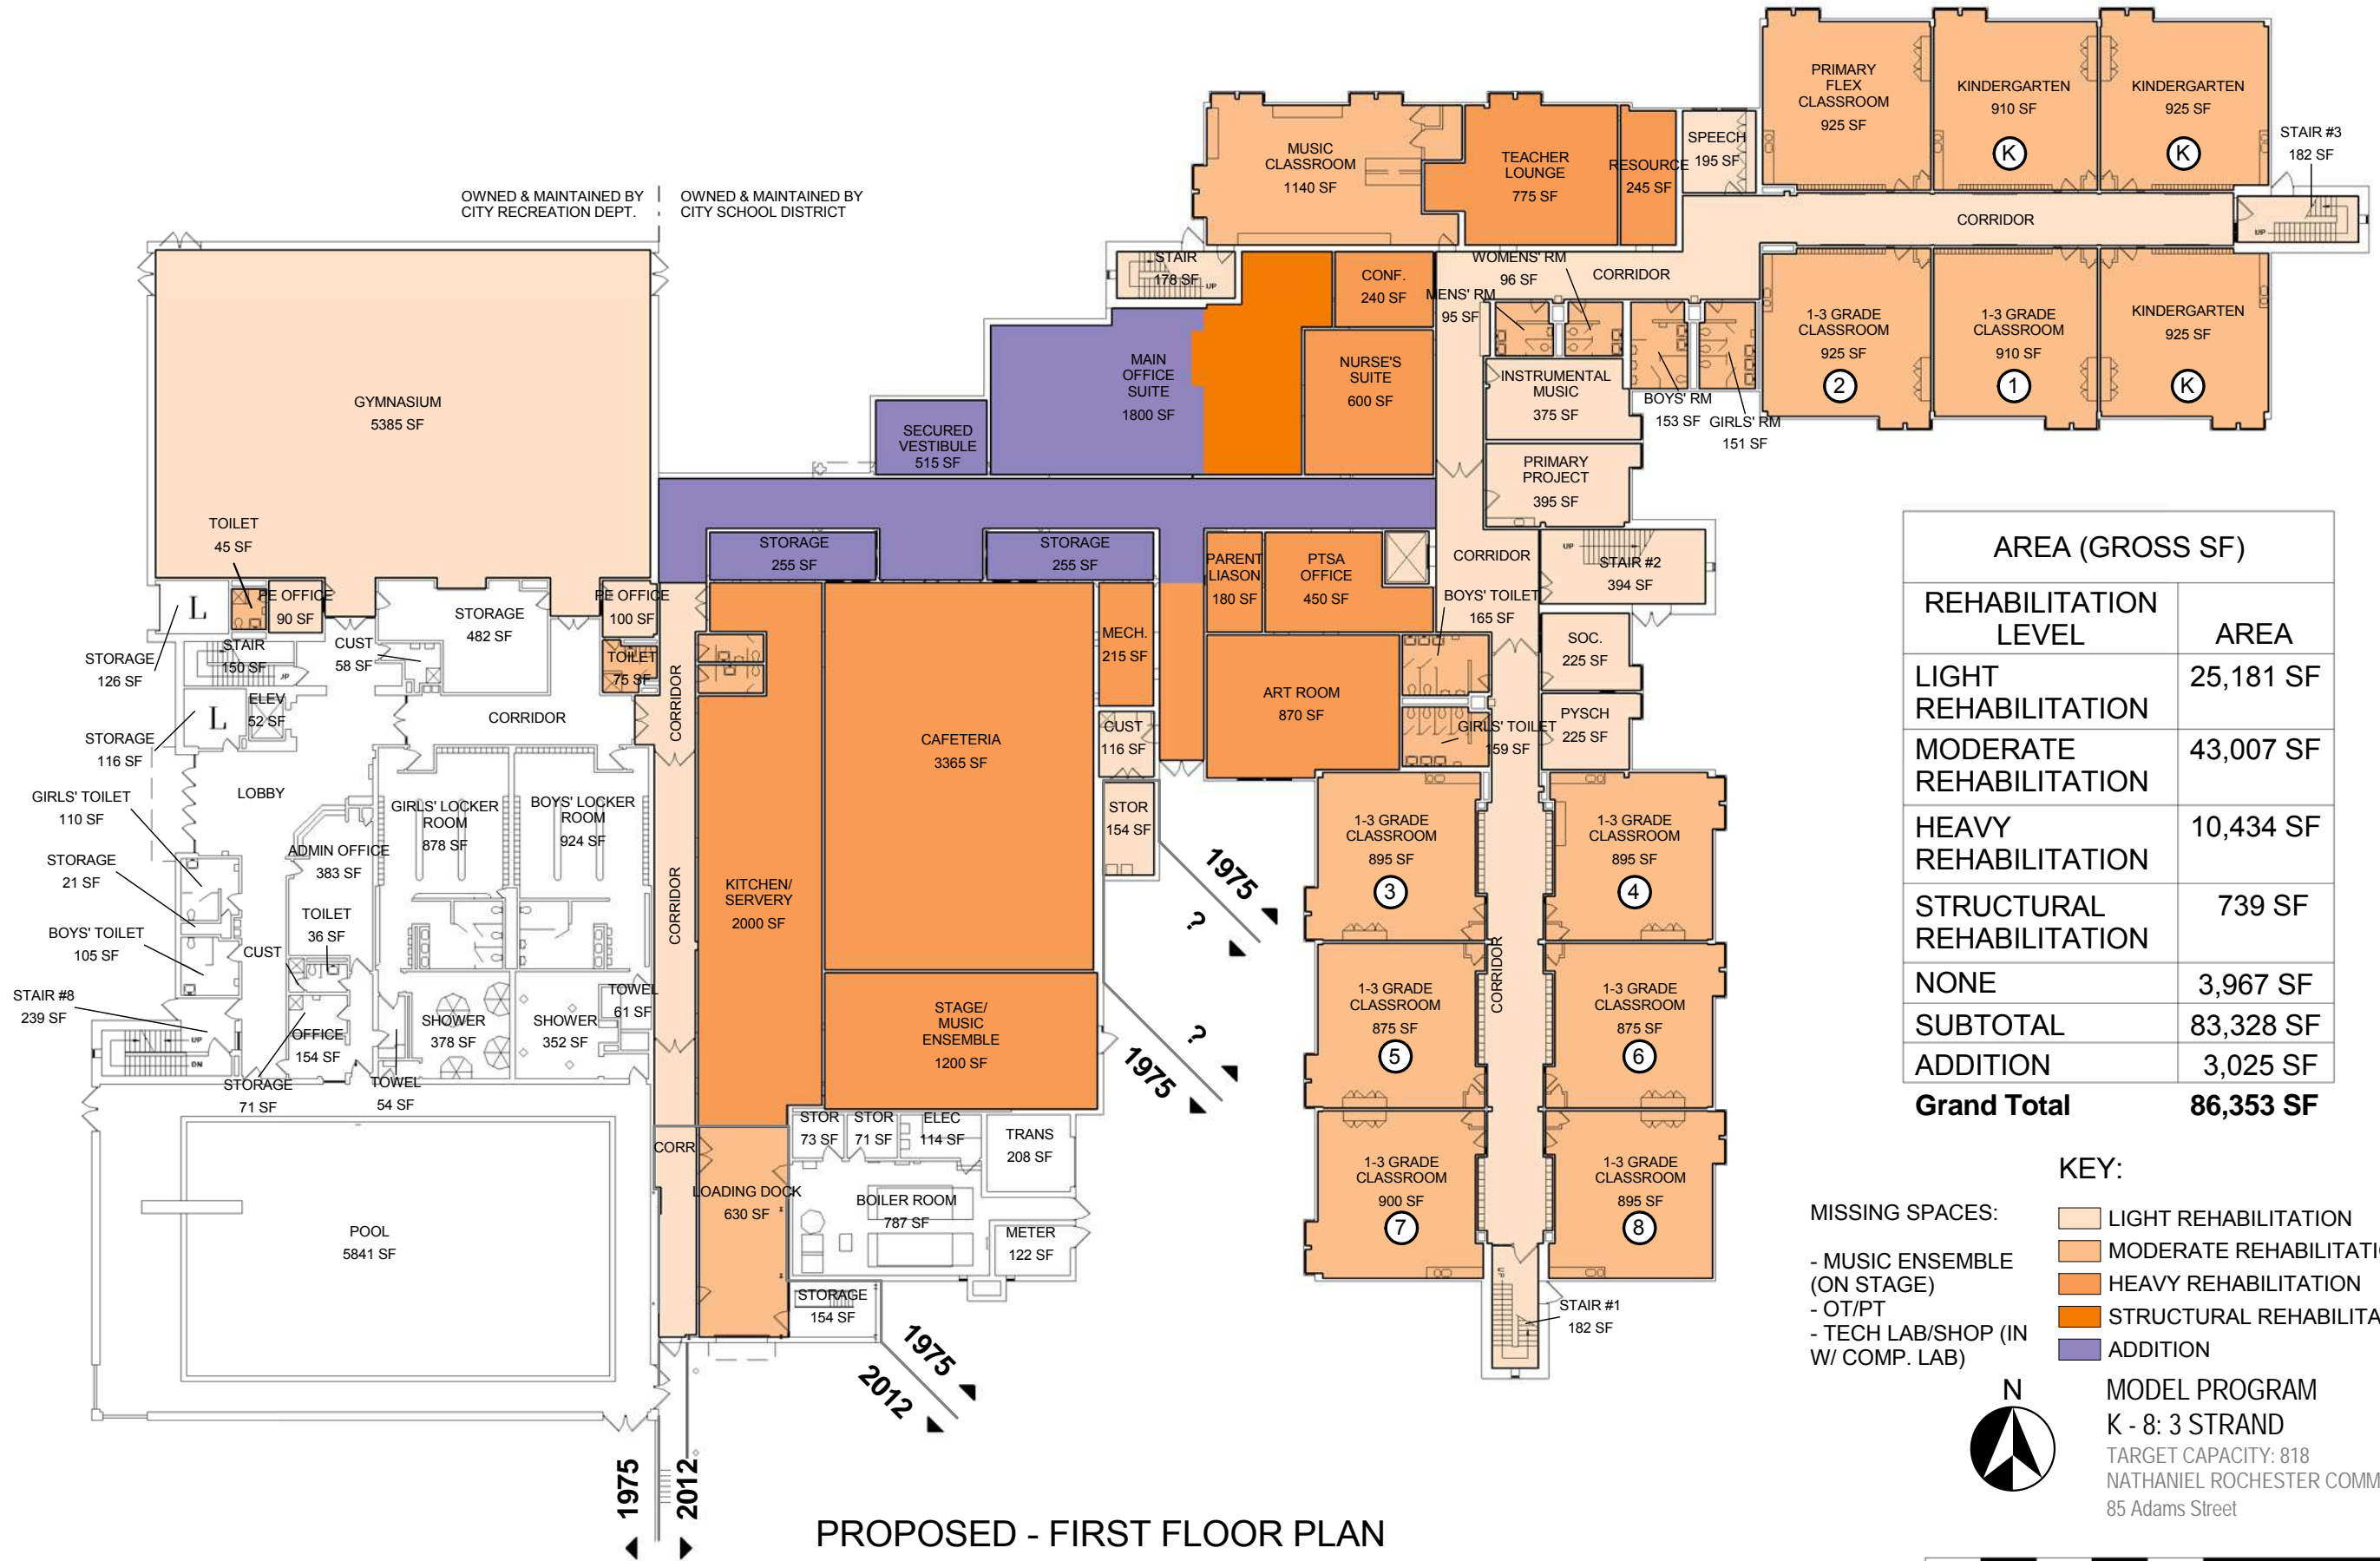 PRIMARY
FLEX
CLASSROOM
925 SF
KINDERGARTEN
910 SF
K
KINDERGARTEN
925 SF
K
STAIR #3
182 SF
UP
MUSIC
CLASSROOM
1140 SF
TEACHER
LOUNGE
775 SF
RESOURCE
245 SF
SPEECH
195 SF
CORRIDOR
OWNED & MAINTAINED BY
CITY RECREATION DEPT.
OWNED & MAINTAINED BY
CITY SCHOOL DISTRICT
STAIR
178 SF
UP
CONF.
240 SF
WOMENS' RM
96 SF
CORRIDOR
MENS' RM
95 SF
1-3 GRADE
CLASSROOM
925 SF
2
1-3 GRADE
CLASSROOM
910 SF
1
KINDERGARTEN
925 SF
K
BOYS' RM
153 SF
GIRLS' RM
151 SF
GYMNASIUM
5385 SF
MAIN
OFFICE
SUITE
1800 SF
NURSE'S
SUITE
600 SF
INSTRUMENTAL
MUSIC
375 SF
SECURED
VESTIBULE
515 SF
PRIMARY
PROJECT
395 SF
TOILET
45 SF
PE OFFICE
90 SF
L
STORAGE
126 SF
STAIR
150 SF
UP
CUST
58 SF
STORAGE
482 SF
PE OFFICE
100 SF
TOILET
75 SF
STORAGE
255 SF
STORAGE
255 SF
PARENT
LIASON
180 SF
PTSA
OFFICE
450 SF
CORRIDOR
UP
STAIR #2
394 SF
BOYS' TOILET
165 SF
MECH.
215 SF
SOC.
225 SF
L
STORAGE
116 SF
ELEV
52 SF
CORRIDOR
CORRIDOR
CAFETERIA
3365 SF
CUST
116 SF
ART ROOM
870 SF
GIRLS' TOILET
159 SF
PYSCH
225 SF
LOBBY
GIRLS' TOILET
110 SF
STORAGE
21 SF
BOYS' TOILET
105 SF
STAIR #8
239 SF
UP
DN
ADMIN OFFICE
383 SF
TOILET
36 SF
CUST
GIRLS' LOCKER
ROOM
878 SF
BOYS' LOCKER
ROOM
924 SF
CORRIDOR
KITCHEN/
SERVERY
2000 SF
STOR
154 SF
1975
?
?
1975
1-3 GRADE
CLASSROOM
895 SF
3
1-3 GRADE
CLASSROOM
895 SF
4
CORRIDOR
1-3 GRADE
CLASSROOM
875 SF
5
1-3 GRADE
CLASSROOM
875 SF
6
1-3 GRADE
CLASSROOM
900 SF
7
1-3 GRADE
CLASSROOM
895 SF
8
OFFICE
154 SF
STORAGE
71 SF
TOWEL
54 SF
SHOWER
378 SF
SHOWER
352 SF
TOWEL
61 SF
STAGE/
MUSIC
ENSEMBLE
1200 SF
CORR
STOR
73 SF
STOR
71 SF
ELEC
114 SF
TRANS
208 SF
POOL
5841 SF
LOADING DOCK
630 SF
BOILER ROOM
787 SF
METER
122 SF
STORAGE
154 SF
UP
STAIR #1
182 SF
1975
2012
1975
2012
AREA (GROSS SF)
REHABILITATION
LEVEL
AREA
LIGHT
REHABILITATION
25,181 SF
MODERATE
REHABILITATION
43,007 SF
HEAVY
REHABILITATION
10,434 SF
STRUCTURAL
REHABILITATION
739 SF
NONE
3,967 SF
SUBTOTAL
83,328 SF
ADDITION
3,025 SF
Grand Total
86,353 SF
MISSING SPACES:
- MUSIC ENSEMBLE
(ON STAGE)
- OT/PT
- TECH LAB/SHOP (IN
W/ COMP. LAB)
KEY:
LIGHT REHABILITATION
MODERATE REHABILITATI
HEAVY REHABILITATION
STRUCTURAL REHABILITA
ADDITION
N
MODEL PROGRAM
K - 8: 3 STRAND
TARGET CAPACITY: 818
NATHANIEL ROCHESTER COMM
85 Adams Street
PROPOSED - FIRST FLOOR PLAN